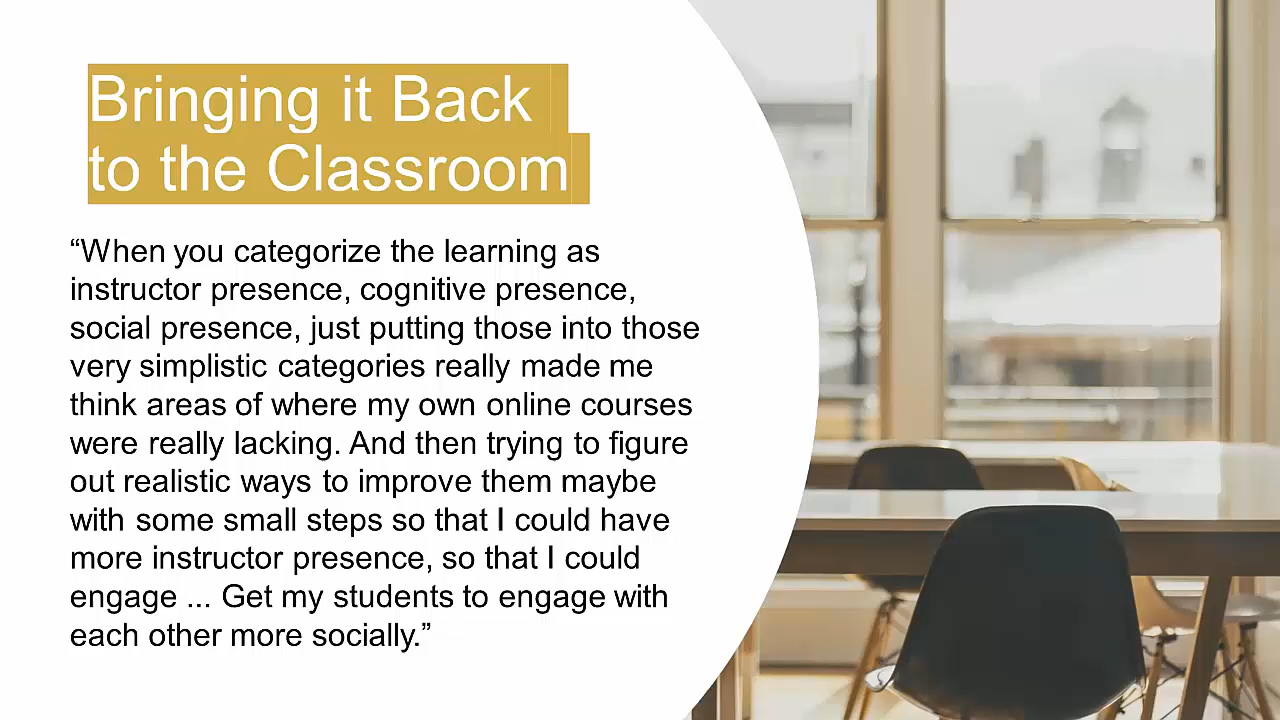 Bringing it Back
to the Classroom
“When you categorize the learning as
instructor presence, cognitive presence,
social presence, just putting those into those
very simplistic categories really made me
think areas of where my own online courses
were really lacking. And then trying to figure
out realistic ways to improve them maybe
with some small steps so that I could have
more instructor presence, so that I could
engage ... Get my students to engage with
each other more socially.”